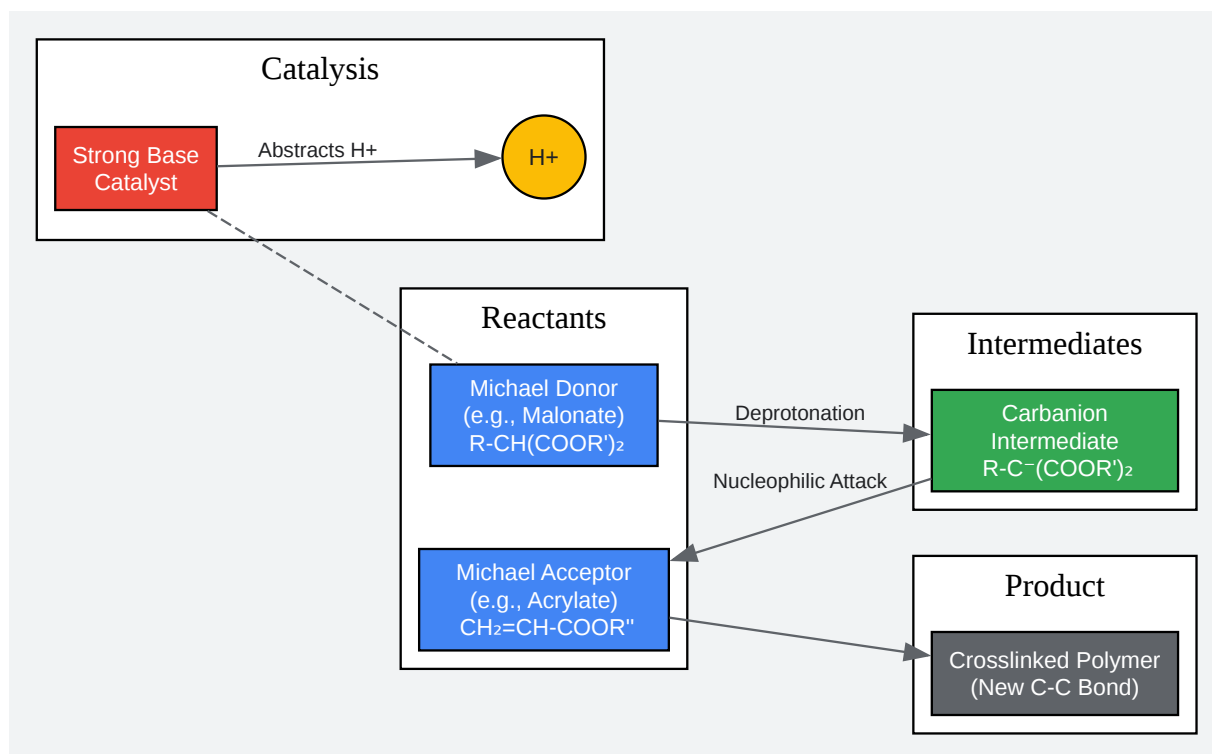 Catalysis
Strong Base
Catalyst
Abstracts H+
H+
Reactants
Michael Donor
(e.g., Malonate)
R-CH(COOR')₂
Deprotonation
Intermediates
Carbanion
Intermediate
R-C⁻(COOR')₂
Nucleophilic Attack
Michael Acceptor
(e.g., Acrylate)
CH₂=CH-COOR"
Product
Crosslinked Polymer
(New C-C Bond)